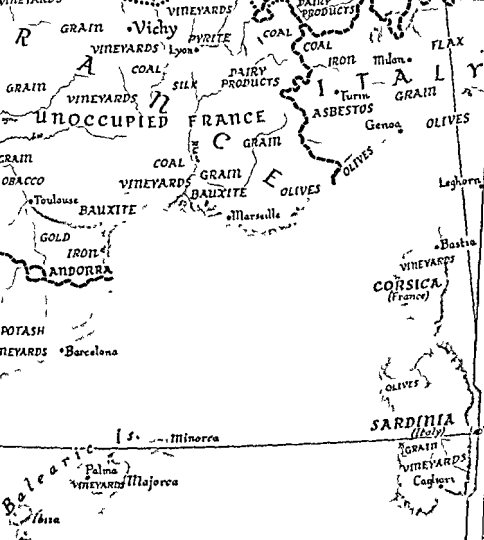 VINEYARDS
VINEYARDS
DAIRY
PRODUCTS
R
GRAIN
Vichy
PYRITE
COAL
COAL
FLAX
VINEYARDS
Lyon
A
COAL
DAIRY
PRODUCTS
IRON
Milan
SILK
I T A L Y
GRAIN
VINEYARDS
N
Turin
GRAIN
ASBESTOS
UNOCCUPIED FRANCE
Genoa
OLIVES
C
GRAIN
GRAIN
COAL
OLIVES
GRAIN
E
OBACCO
VINEYARDS
Leghorn
BAUXITE
OLIVES
Toulouse
BAUXITE
Marseille
GOLD
IRON
Bastia
VINEYARDS
ANDORRA
CORSICA
(France)
POTASH
NEYARDS
Barcelona
OLIVES
SARDINIA
(Italy)
Balearic Is.
Minorca
GRAIN
Palma
VINEYARDS
VINEYARDS
Majorca
Cagliari
Ibiza